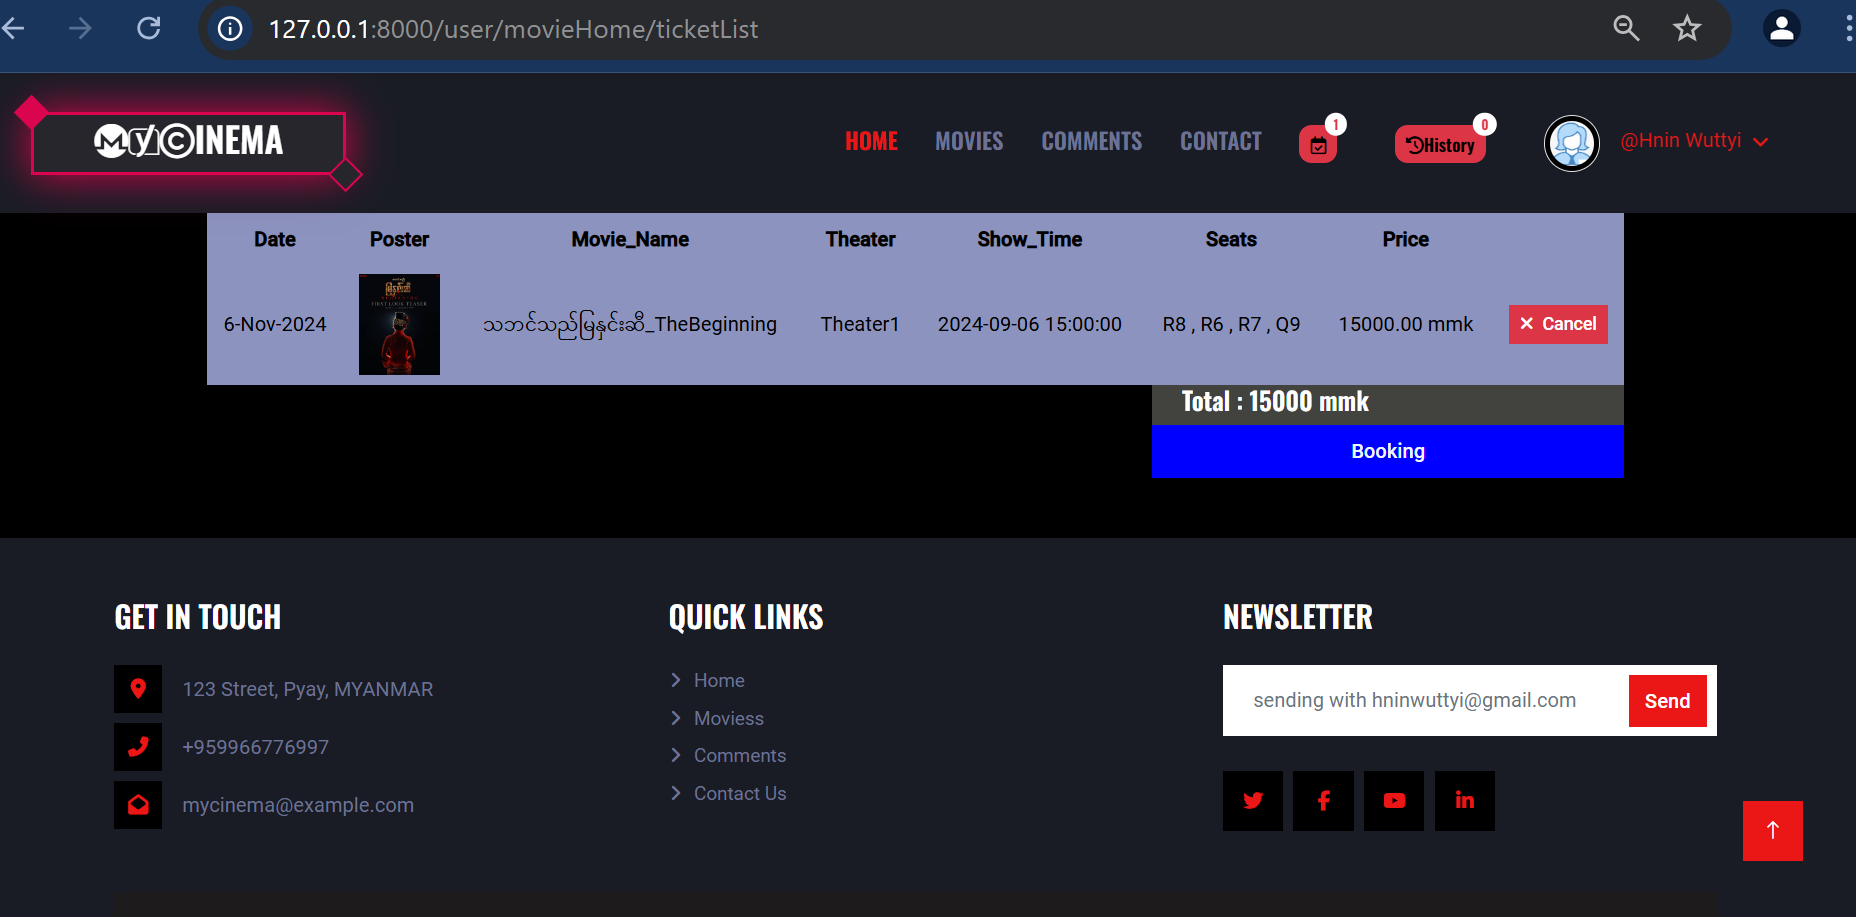 127.0.0.1:8000/user/movieHome/ticketList
MyCINEMA
HOME MOVIES COMMENTS CONTACT 1 History 0 @Hnin Wuttyi
Date Poster Movie_Name Theater Show_Time Seats Price
FIRST LOOK TEASER
6-Nov-2024 သဘင်သည်မြနှင်းဆီ_TheBeginning Theater1 2024-09-06 15:00:00 R8 , R6 , R7 , Q9 15000.00 mmk Cancel
Total : 15000 mmk
Booking
GET IN TOUCH
123 Street, Pyay, MYANMAR
+959966776997
mycinema@example.com
QUICK LINKS
Home
Moviess
Comments
Contact Us
NEWSLETTER
sending with hninwuttyi@gmail.com Send